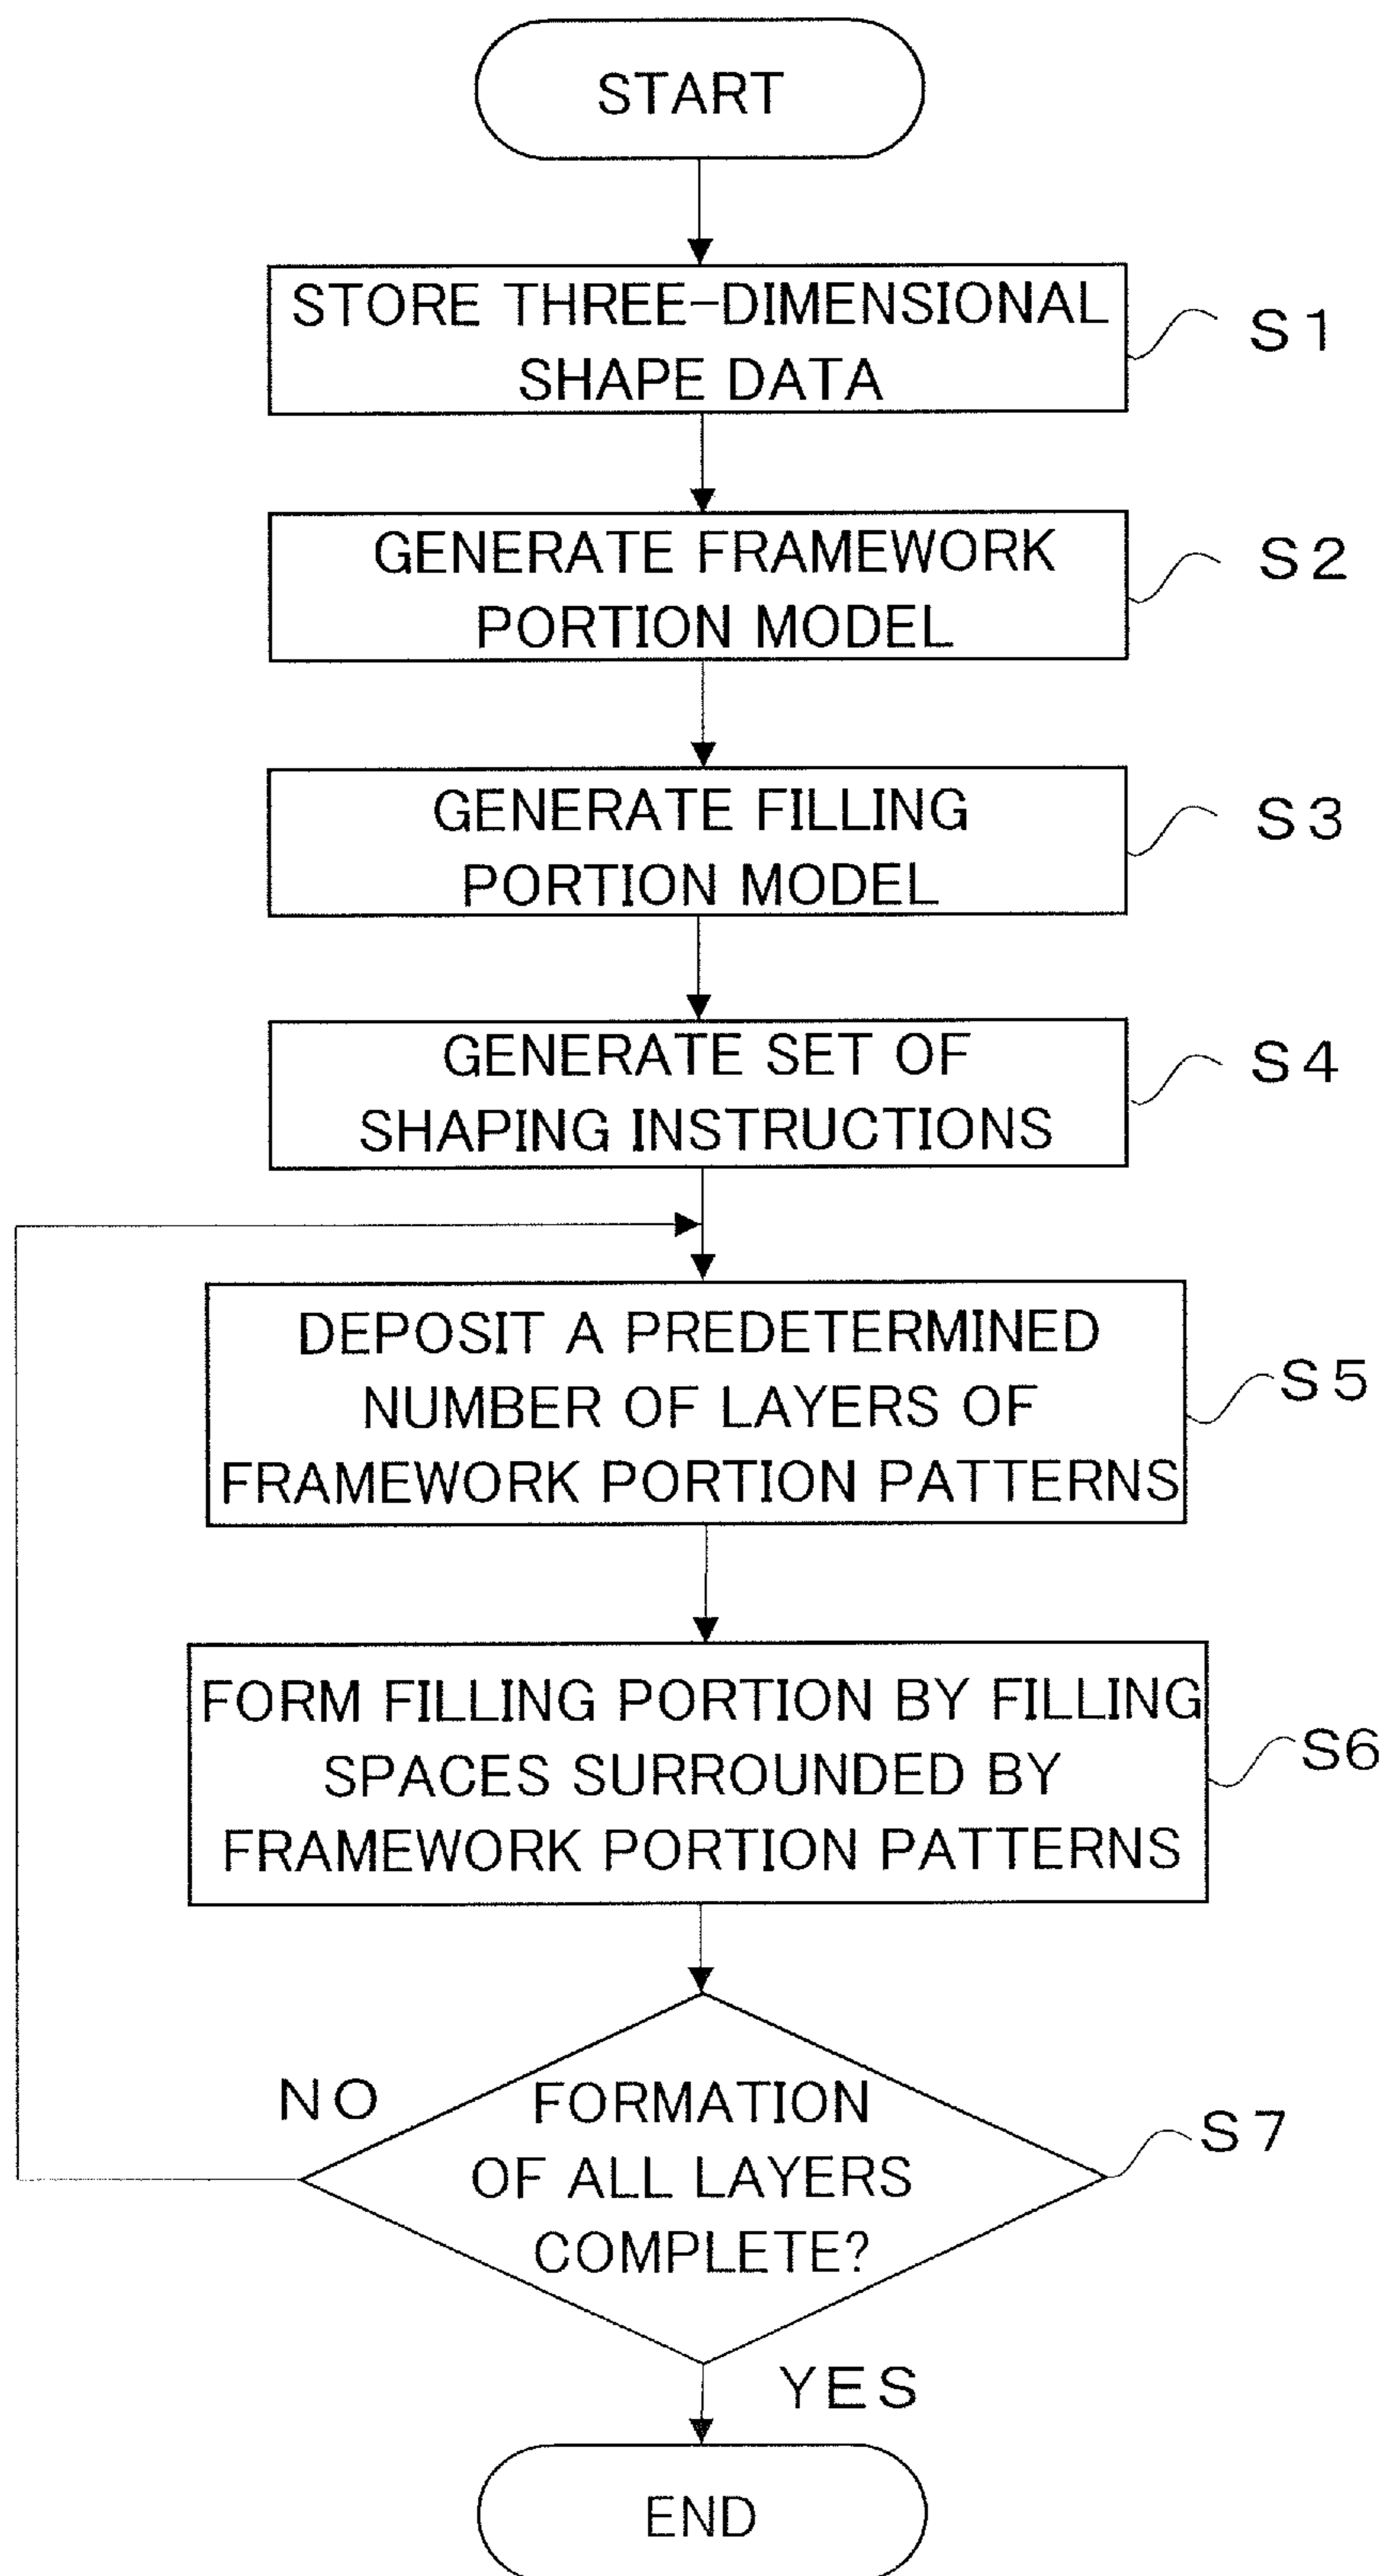 START
STORE THREE-DIMENSIONAL
SHAPE DATA
S1
GENERATE FRAMEWORK
PORTION MODEL
S2
GENERATE FILLING
PORTION MODEL
S3
GENERATE SET OF
SHAPING INSTRUCTIONS
S4
DEPOSIT A PREDETERMINED
NUMBER OF LAYERS OF
FRAMEWORK PORTION PATTERNS
S5
FORM FILLING PORTION BY FILLING
SPACES SURROUNDED BY
FRAMEWORK PORTION PATTERNS
S6
NO
FORMATION
OF ALL LAYERS
COMPLETE?
S7
YES
END